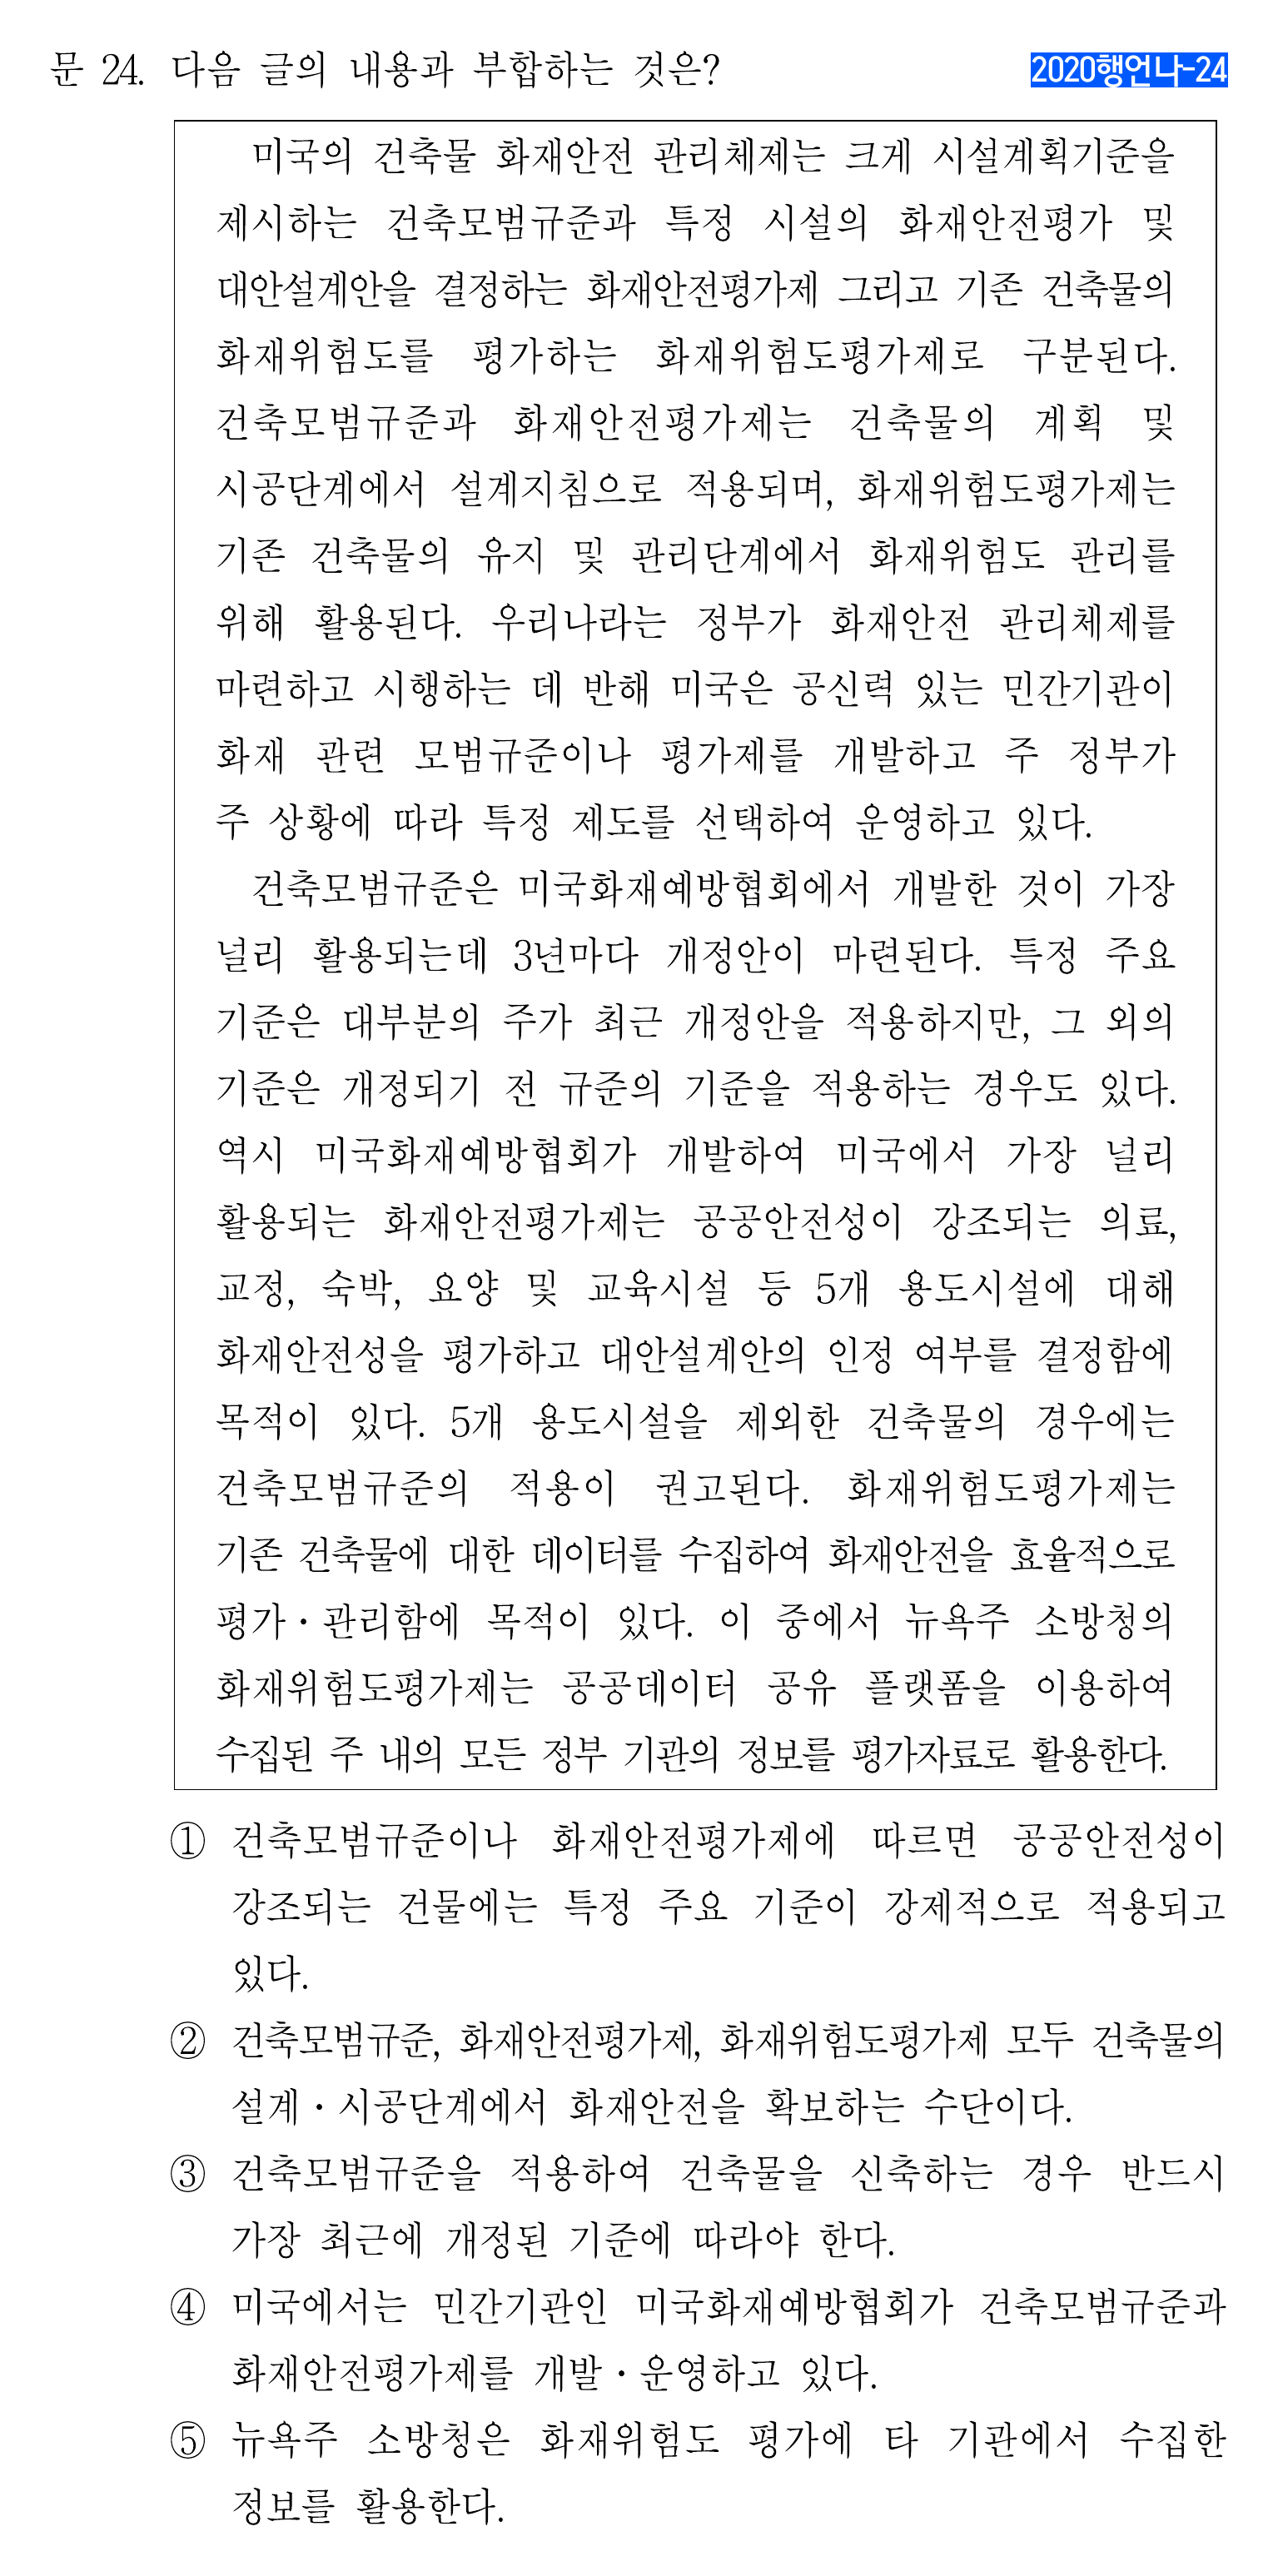 문 24. 다음 글의 내용과 부합하는 것은?
2020행언나-24
미국의 건축물 화재안전 관리체제는 크게 시설계획기준을
제시하는 건축모범규준과 특정 시설의 화재안전평가 및
대안설계안을 결정하는 화재안전평가제 그리고 기존 건축물의
화재위험도를 평가하는 화재위험도평가제로 구분된다.
건축모범규준과 화재안전평가제는 건축물의 계획 및
시공단계에서 설계지침으로 적용되며, 화재위험도평가제는
기존 건축물의 유지 및 관리단계에서 화재위험도 관리를
위해 활용된다. 우리나라는 정부가 화재안전 관리체제를
마련하고 시행하는 데 반해 미국은 공신력 있는 민간기관이
화재 관련 모범규준이나 평가제를 개발하고 주 정부가
주 상황에 따라 특정 제도를 선택하여 운영하고 있다.
건축모범규준은 미국화재예방협회에서 개발한 것이 가장
널리 활용되는데 3년마다 개정안이 마련된다. 특정 주요
기준은 대부분의 주가 최근 개정안을 적용하지만, 그 외의
기준은 개정되기 전 규준의 기준을 적용하는 경우도 있다.
역시 미국화재예방협회가 개발하여 미국에서 가장 널리
활용되는 화재안전평가제는 공공안전성이 강조되는 의료,
교정, 숙박, 요양 및 교육시설 등 5개 용도시설에 대해
화재안전성을 평가하고 대안설계안의 인정 여부를 결정함에
목적이 있다. 5개 용도시설을 제외한 건축물의 경우에는
건축모범규준의 적용이 권고된다. 화재위험도평가제는
기존 건축물에 대한 데이터를 수집하여 화재안전을 효율적으로
평가·관리함에 목적이 있다. 이 중에서 뉴욕주 소방청의
화재위험도평가제는 공공데이터 공유 플랫폼을 이용하여
수집된 주 내의 모든 정부 기관의 정보를 평가자료로 활용한다.
① 건축모범규준이나 화재안전평가제에 따르면 공공안전성이
강조되는 건물에는 특정 주요 기준이 강제적으로 적용되고
있다.
② 건축모범규준, 화재안전평가제, 화재위험도평가제 모두 건축물의
설계·시공단계에서 화재안전을 확보하는 수단이다.
③ 건축모범규준을 적용하여 건축물을 신축하는 경우 반드시
가장 최근에 개정된 기준에 따라야 한다.
④ 미국에서는 민간기관인 미국화재예방협회가 건축모범규준과
화재안전평가제를 개발·운영하고 있다.
⑤ 뉴욕주 소방청은 화재위험도 평가에 타 기관에서 수집한
정보를 활용한다.